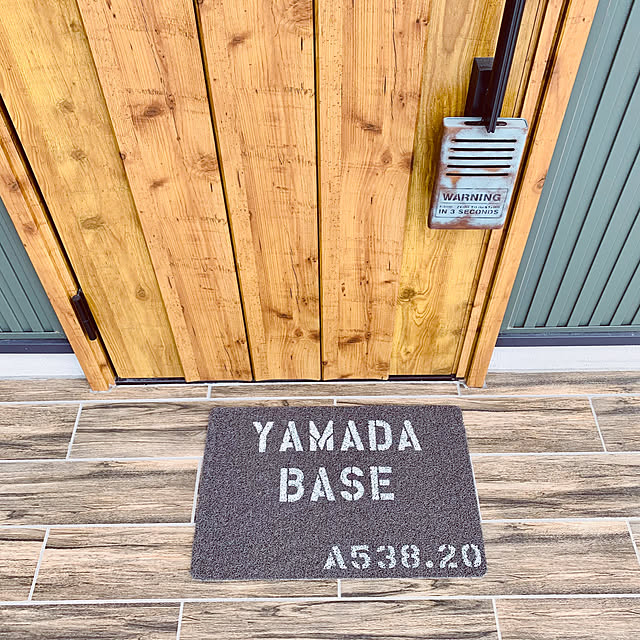 WARNING
IN 3 SECONDS
YAMADA
BASE
A538.20